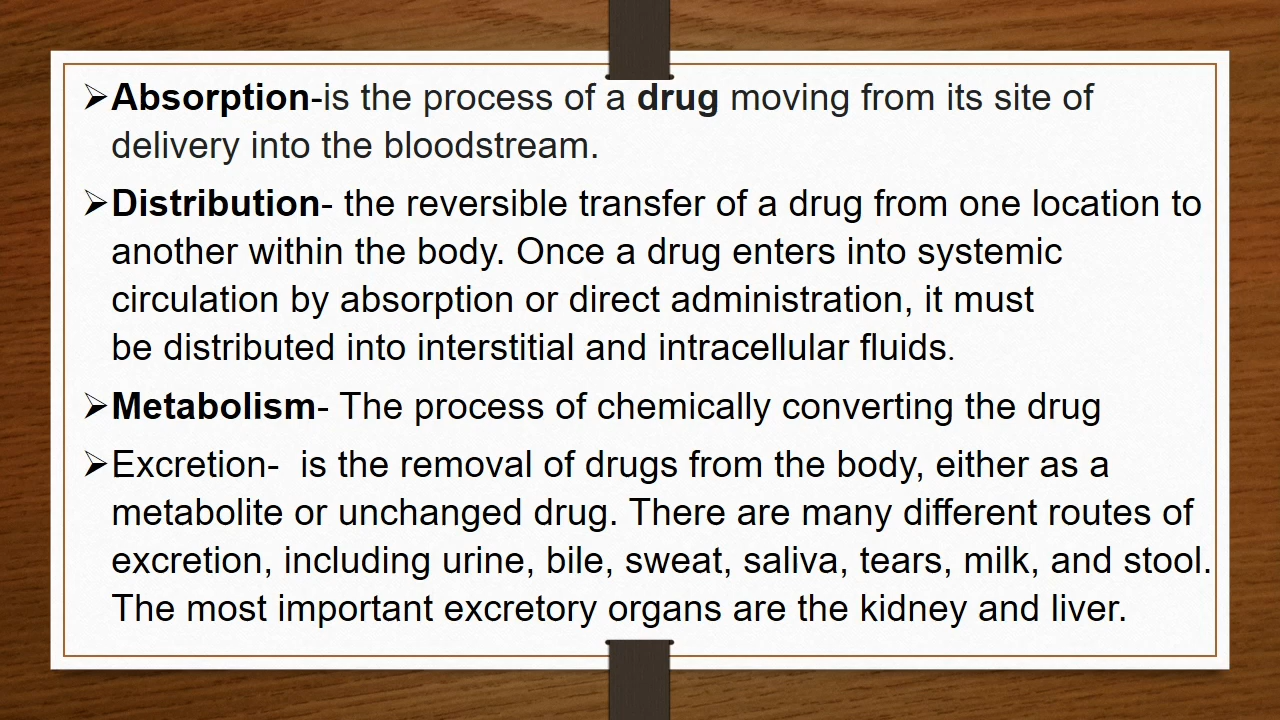 ➢Absorption-is the process of a drug moving from its site of
delivery into the bloodstream.
➢Distribution- the reversible transfer of a drug from one location to
another within the body. Once a drug enters into systemic
circulation by absorption or direct administration, it must
be distributed into interstitial and intracellular fluids.
➢Metabolism- The process of chemically converting the drug
➢Excretion-  is the removal of drugs from the body, either as a
metabolite or unchanged drug. There are many different routes of
excretion, including urine, bile, sweat, saliva, tears, milk, and stool.
The most important excretory organs are the kidney and liver.